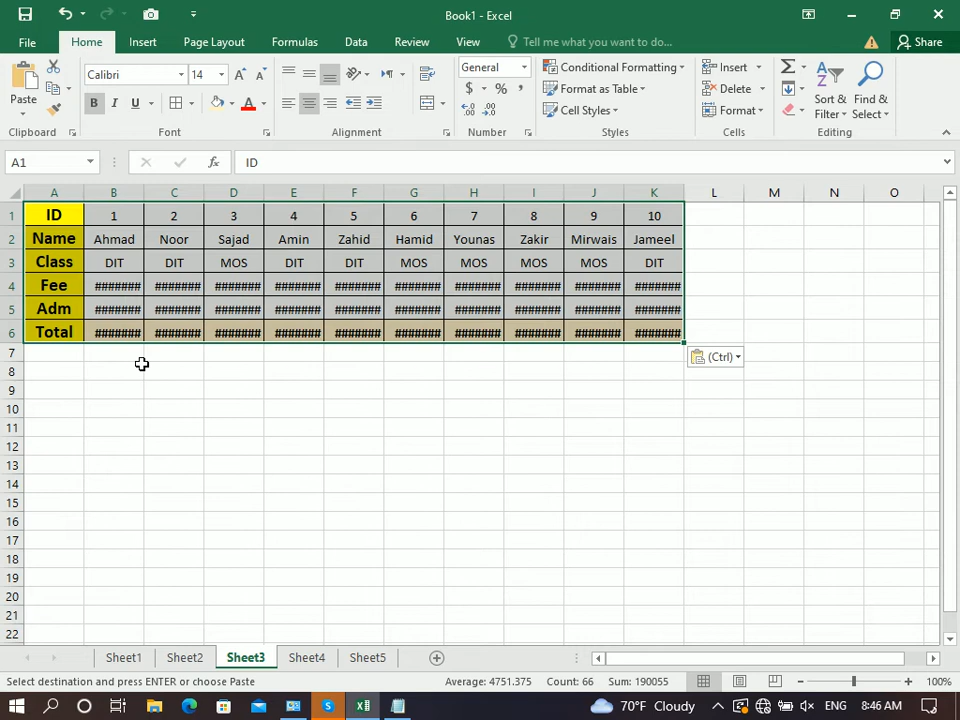 Book1 - Excel
File Home Insert Page Layout Formulas Data Review View Tell me what you want to do... Share
Paste
Calibri 14
General
Conditional Formatting
Format as Table
Cell Styles
Insert
Delete
Format
Sort & Filter
Find & Select
Clipboard Font Alignment Number Styles Cells Editing
A1 fx ID
A B C D E F G H I J K L M N O
1 ID 1 2 3 4 5 6 7 8 9 10
2 Name Ahmad Noor Sajad Amin Zahid Hamid Younas Zakir Mirwais Jameel
3 Class DIT DIT MOS DIT DIT MOS MOS MOS MOS DIT
4 Fee ####### ####### ####### ####### ####### ####### ####### ####### ####### #######
5 Adm ####### ####### ####### ####### ####### ####### ####### ####### ####### #######
6 Total ####### ####### ####### ####### ####### ####### ####### ####### ####### #######
7 (Ctrl)
8
9
10
11
12
13
14
15
16
17
18
19
20
21
22
Sheet1 Sheet2 Sheet3 Sheet4 Sheet5
Select destination and press ENTER or choose Paste Average: 4751.375 Count: 66 Sum: 190055 100%
70°F Cloudy ENG 8:46 AM